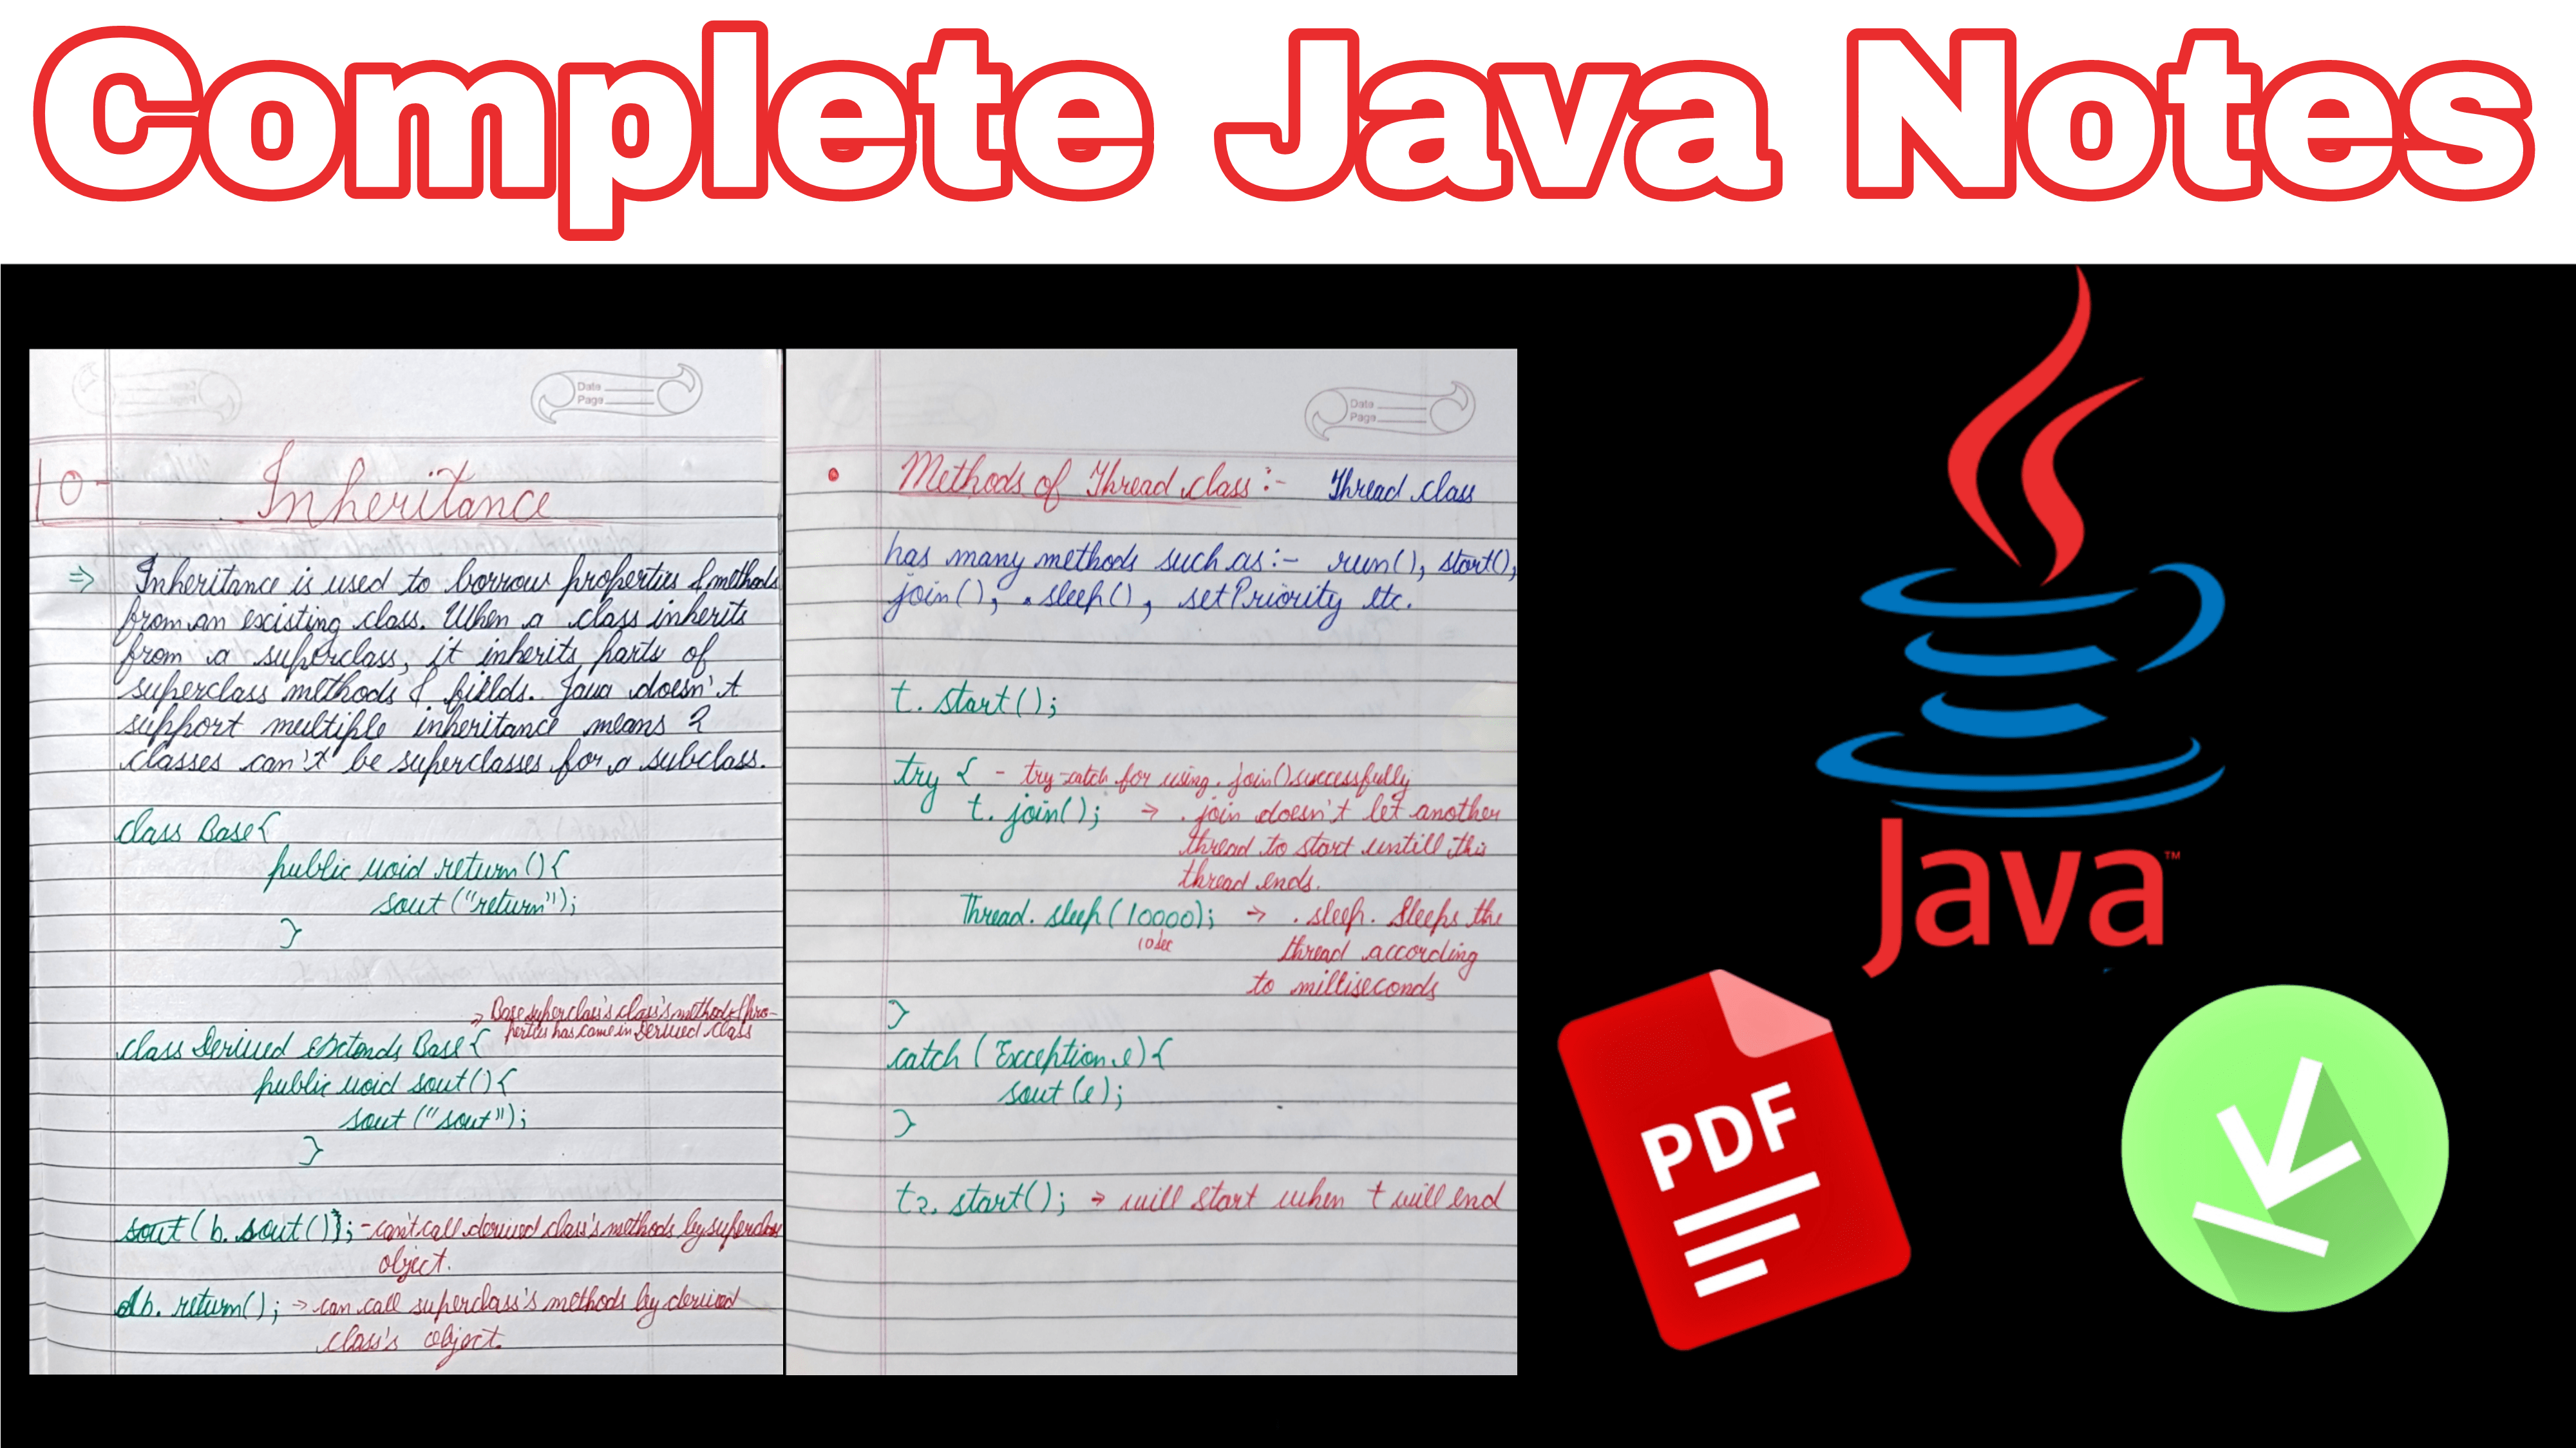 Complete Java Notes
Date
Page
10-
Inheritance
⇒ Inheritance is used to borrow properties & methods
from an existing class. When a class inherits
from a superclass, it inherits parts of
superclass methods & fields. Java doesn't
support multiple inheritance means 2
classes can't be superclasses for a subclass.
class Base{
public void return(){
sout("return");
}
→ Base superclass's class's method & pro-
perties has came in Derived class
class Derived extends Base{
public void sout(){
sout("sout");
}
sout(b.sout()); - can't call derived class's methods by superclass
object.
db.return(); → can call superclass's methods by derived
class's object.
Date
Page
• Methods of Thread class :- Thread class
has many methods such as :- run(), start(),
join(), .sleep(), setPriority etc.
t.start();
try { - try-catch for using .join() successfully
t.join(); → .join doesn't let another
thread to start untill this
thread ends.
Thread.sleep(10000); → .sleep. Sleeps the
10 sec
thread according
to milliseconds
}
catch(Exception e){
sout(e);
}
t2.start(); → will start when t will end
Java™
PDF